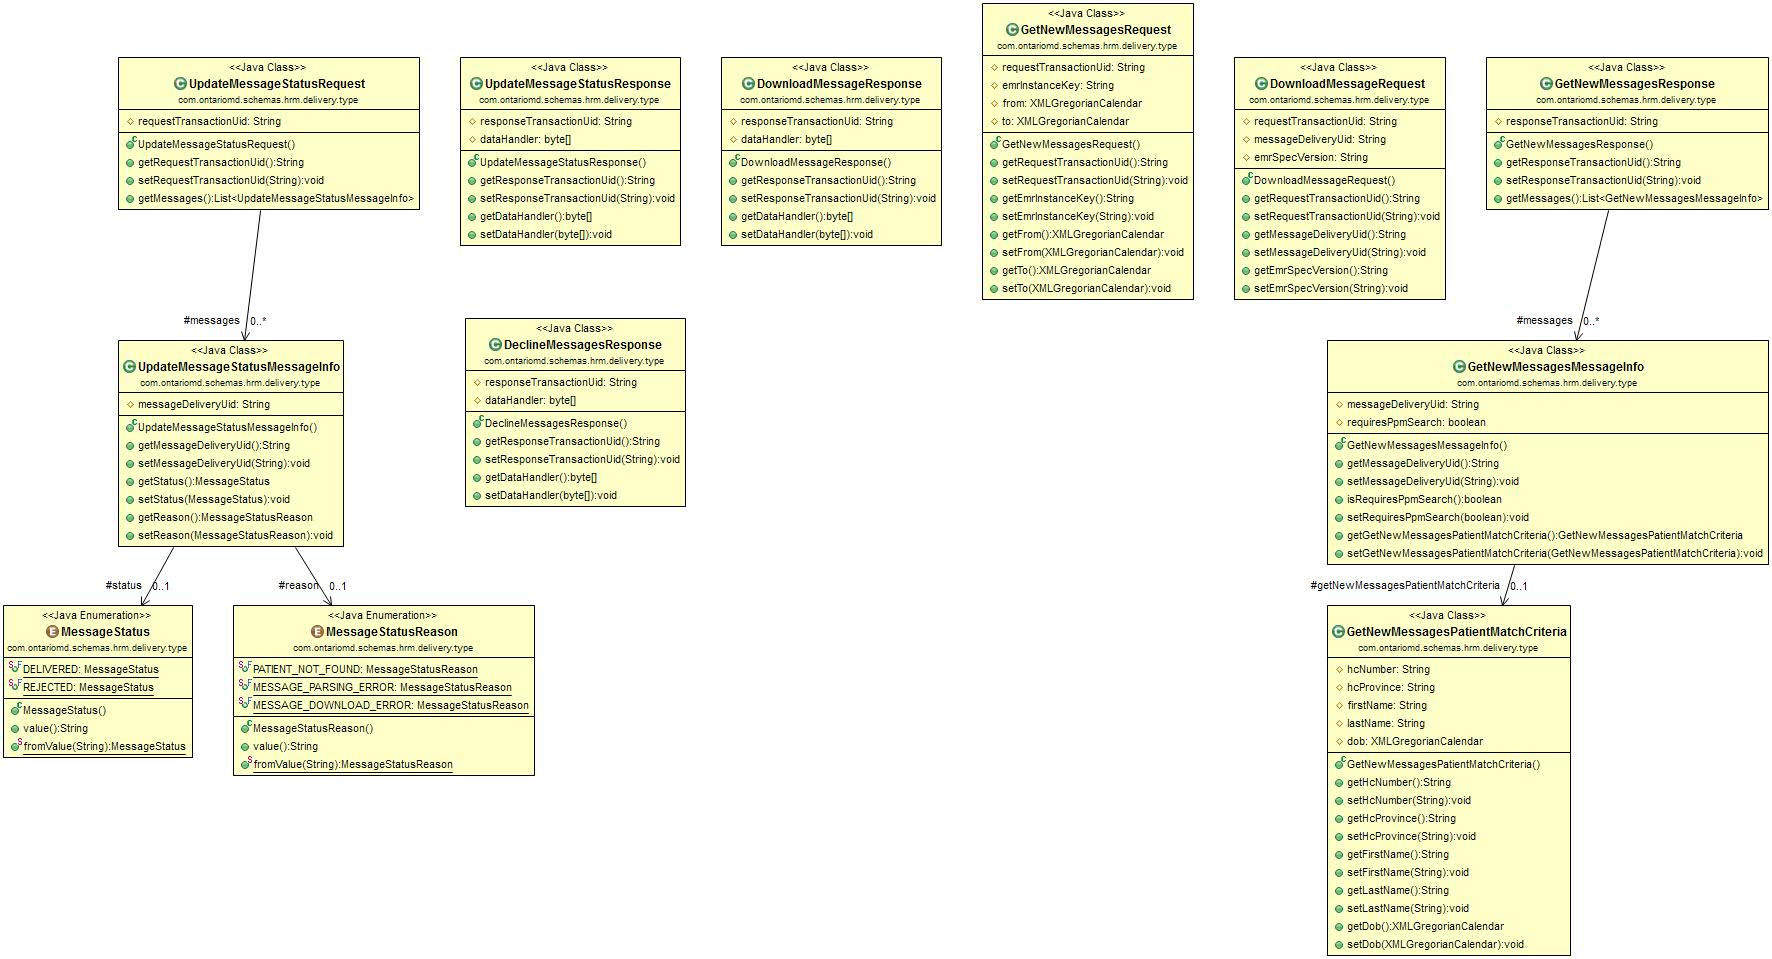 <<Java Class>>
UpdateMessageStatusRequest
com.ontariomd.schemas.hrm.delivery.type
requestTransactionUid: String
UpdateMessageStatusRequest()
getRequestTransactionUid():String
setRequestTransactionUid(String):void
getMessages():List<UpdateMessageStatusMessageInfo>
<<Java Class>>
UpdateMessageStatusResponse
com.ontariomd.schemas.hrm.delivery.type
responseTransactionUid: String
dataHandler: byte[]
UpdateMessageStatusResponse()
getResponseTransactionUid():String
setResponseTransactionUid(String):void
getDataHandler():byte[]
setDataHandler(byte[]):void
<<Java Class>>
DownloadMessageResponse
com.ontariomd.schemas.hrm.delivery.type
responseTransactionUid: String
dataHandler: byte[]
DownloadMessageResponse()
getResponseTransactionUid():String
setResponseTransactionUid(String):void
getDataHandler():byte[]
setDataHandler(byte[]):void
<<Java Class>>
GetNewMessagesRequest
com.ontariomd.schemas.hrm.delivery.type
requestTransactionUid: String
emrInstanceKey: String
from: XMLGregorianCalendar
to: XMLGregorianCalendar
GetNewMessagesRequest()
getRequestTransactionUid():String
setRequestTransactionUid(String):void
getEmrInstanceKey():String
setEmrInstanceKey(String):void
getFrom():XMLGregorianCalendar
setFrom(XMLGregorianCalendar):void
getTo():XMLGregorianCalendar
setTo(XMLGregorianCalendar):void
<<Java Class>>
DownloadMessageRequest
com.ontariomd.schemas.hrm.delivery.type
requestTransactionUid: String
messageDeliveryUid: String
emrSpecVersion: String
DownloadMessageRequest()
getRequestTransactionUid():String
setRequestTransactionUid(String):void
getMessageDeliveryUid():String
setMessageDeliveryUid(String):void
getEmrSpecVersion():String
setEmrSpecVersion(String):void
<<Java Class>>
GetNewMessagesResponse
com.ontariomd.schemas.hrm.delivery.type
responseTransactionUid: String
GetNewMessagesResponse()
getResponseTransactionUid():String
setResponseTransactionUid(String):void
getMessages():List<GetNewMessagesMessageInfo>
#messages 0..*
<<Java Class>>
UpdateMessageStatusMessageInfo
com.ontariomd.schemas.hrm.delivery.type
messageDeliveryUid: String
UpdateMessageStatusMessageInfo()
getMessageDeliveryUid():String
setMessageDeliveryUid(String):void
getStatus():MessageStatus
setStatus(MessageStatus):void
getReason():MessageStatusReason
setReason(MessageStatusReason):void
<<Java Class>>
DeclineMessagesResponse
com.ontariomd.schemas.hrm.delivery.type
responseTransactionUid: String
dataHandler: byte[]
DeclineMessagesResponse()
getResponseTransactionUid():String
setResponseTransactionUid(String):void
getDataHandler():byte[]
setDataHandler(byte[]):void
#messages 0..*
<<Java Class>>
GetNewMessagesMessageInfo
com.ontariomd.schemas.hrm.delivery.type
messageDeliveryUid: String
requiresPpmSearch: boolean
GetNewMessagesMessageInfo()
getMessageDeliveryUid():String
setMessageDeliveryUid(String):void
isRequiresPpmSearch():boolean
setRequiresPpmSearch(boolean):void
getGetNewMessagesPatientMatchCriteria():GetNewMessagesPatientMatchCriteria
setGetNewMessagesPatientMatchCriteria(GetNewMessagesPatientMatchCriteria):void
#status 0..1
#reason 0..1
<<Java Enumeration>>
MessageStatus
com.ontariomd.schemas.hrm.delivery.type
DELIVERED: MessageStatus
REJECTED: MessageStatus
MessageStatus()
value():String
fromValue(String):MessageStatus
<<Java Enumeration>>
MessageStatusReason
com.ontariomd.schemas.hrm.delivery.type
PATIENT_NOT_FOUND: MessageStatusReason
MESSAGE_PARSING_ERROR: MessageStatusReason
MESSAGE_DOWNLOAD_ERROR: MessageStatusReason
MessageStatusReason()
value():String
fromValue(String):MessageStatusReason
#getNewMessagesPatientMatchCriteria 0..1
<<Java Class>>
GetNewMessagesPatientMatchCriteria
com.ontariomd.schemas.hrm.delivery.type
hcNumber: String
hcProvince: String
firstName: String
lastName: String
dob: XMLGregorianCalendar
GetNewMessagesPatientMatchCriteria()
getHcNumber():String
setHcNumber(String):void
getHcProvince():String
setHcProvince(String):void
getFirstName():String
setFirstName(String):void
getLastName():String
setLastName(String):void
getDob():XMLGregorianCalendar
setDob(XMLGregorianCalendar):void